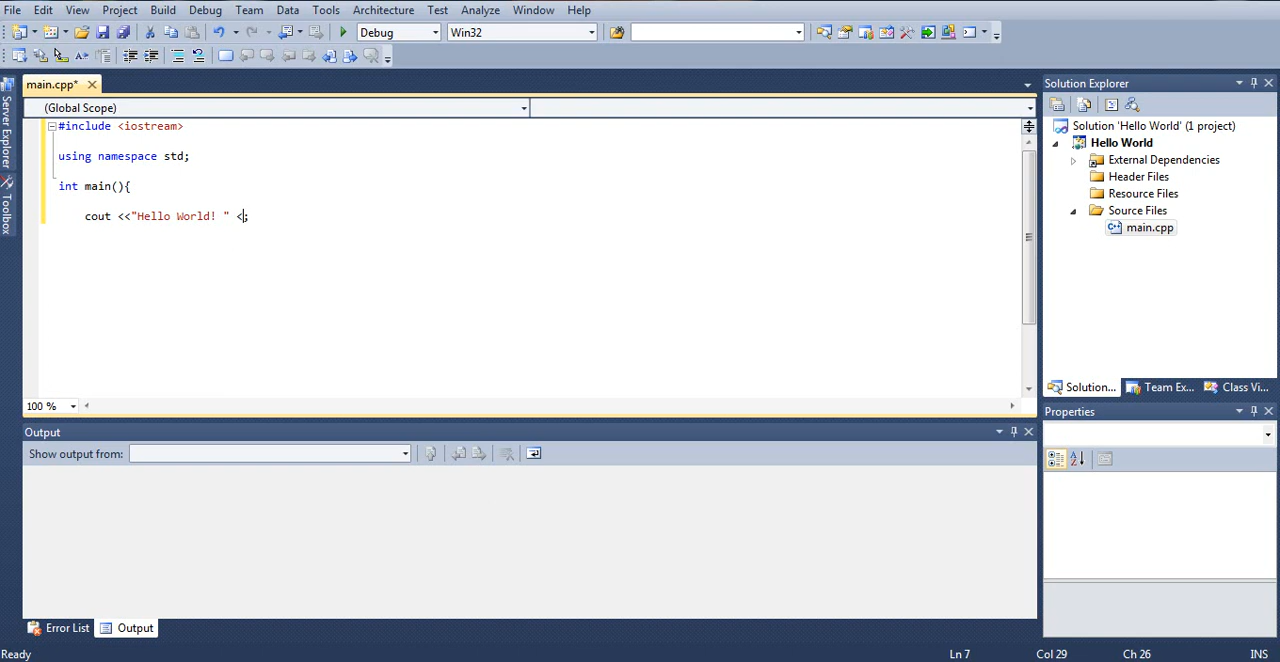 File Edit View Project Build Debug Team Data Tools Architecture Test Analyze Window Help
Debug Win32
main.cpp*
(Global Scope)
#include <iostream>
using namespace std;
int main(){
cout <<"Hello World! " <;
100 %
Output
Show output from:
Error List Output
Server Explorer
Toolbox
Solution Explorer
Solution 'Hello World' (1 project)
Hello World
External Dependencies
Header Files
Resource Files
Source Files
main.cpp
Solution... Team Ex... Class Vi...
Properties
Ready Ln 7 Col 29 Ch 26 INS